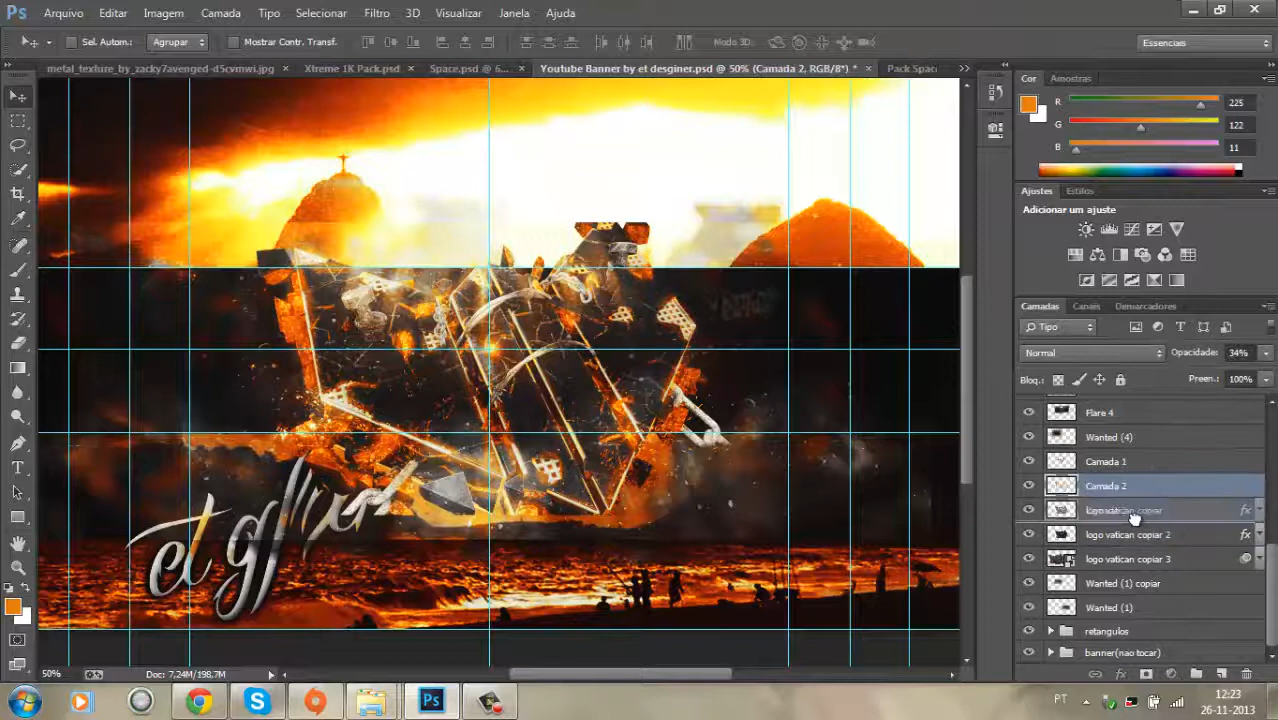 Ps Arquivo Editar Imagem Camada Tipo Selecionar Filtro 3D Visualizar Janela Ajuda
Sel. Autom.: Agrupar Mostrar Contr. Transf. Modo 3D: Essenciais
metal_texture_by_zacky7avenged-d5cvmwi.jpg × Xtreme 1K Pack.psd × Space.psd @ 6... × Youtube Banner by et desginer.psd @ 50% (Camada 2, RGB/8*) * × Pack Spac
Cor Amostras
R 225
G 122
B 11
Ajustes Estilos
Adicionar um ajuste
Camadas Canais Demarcadores
Tipo
Normal Opacidade: 34%
Bloq.: Preen.: 100%
Flare 4
Wanted (4)
Camada 1
Camada 2
fx
logo vatican copiar 2 fx
logo vatican copiar 3
Wanted (1) copiar
Wanted (1)
retangulos
banner(nao tocar)
50% Doc: 7,24M/198,7M
PT 12:23
26-11-2013